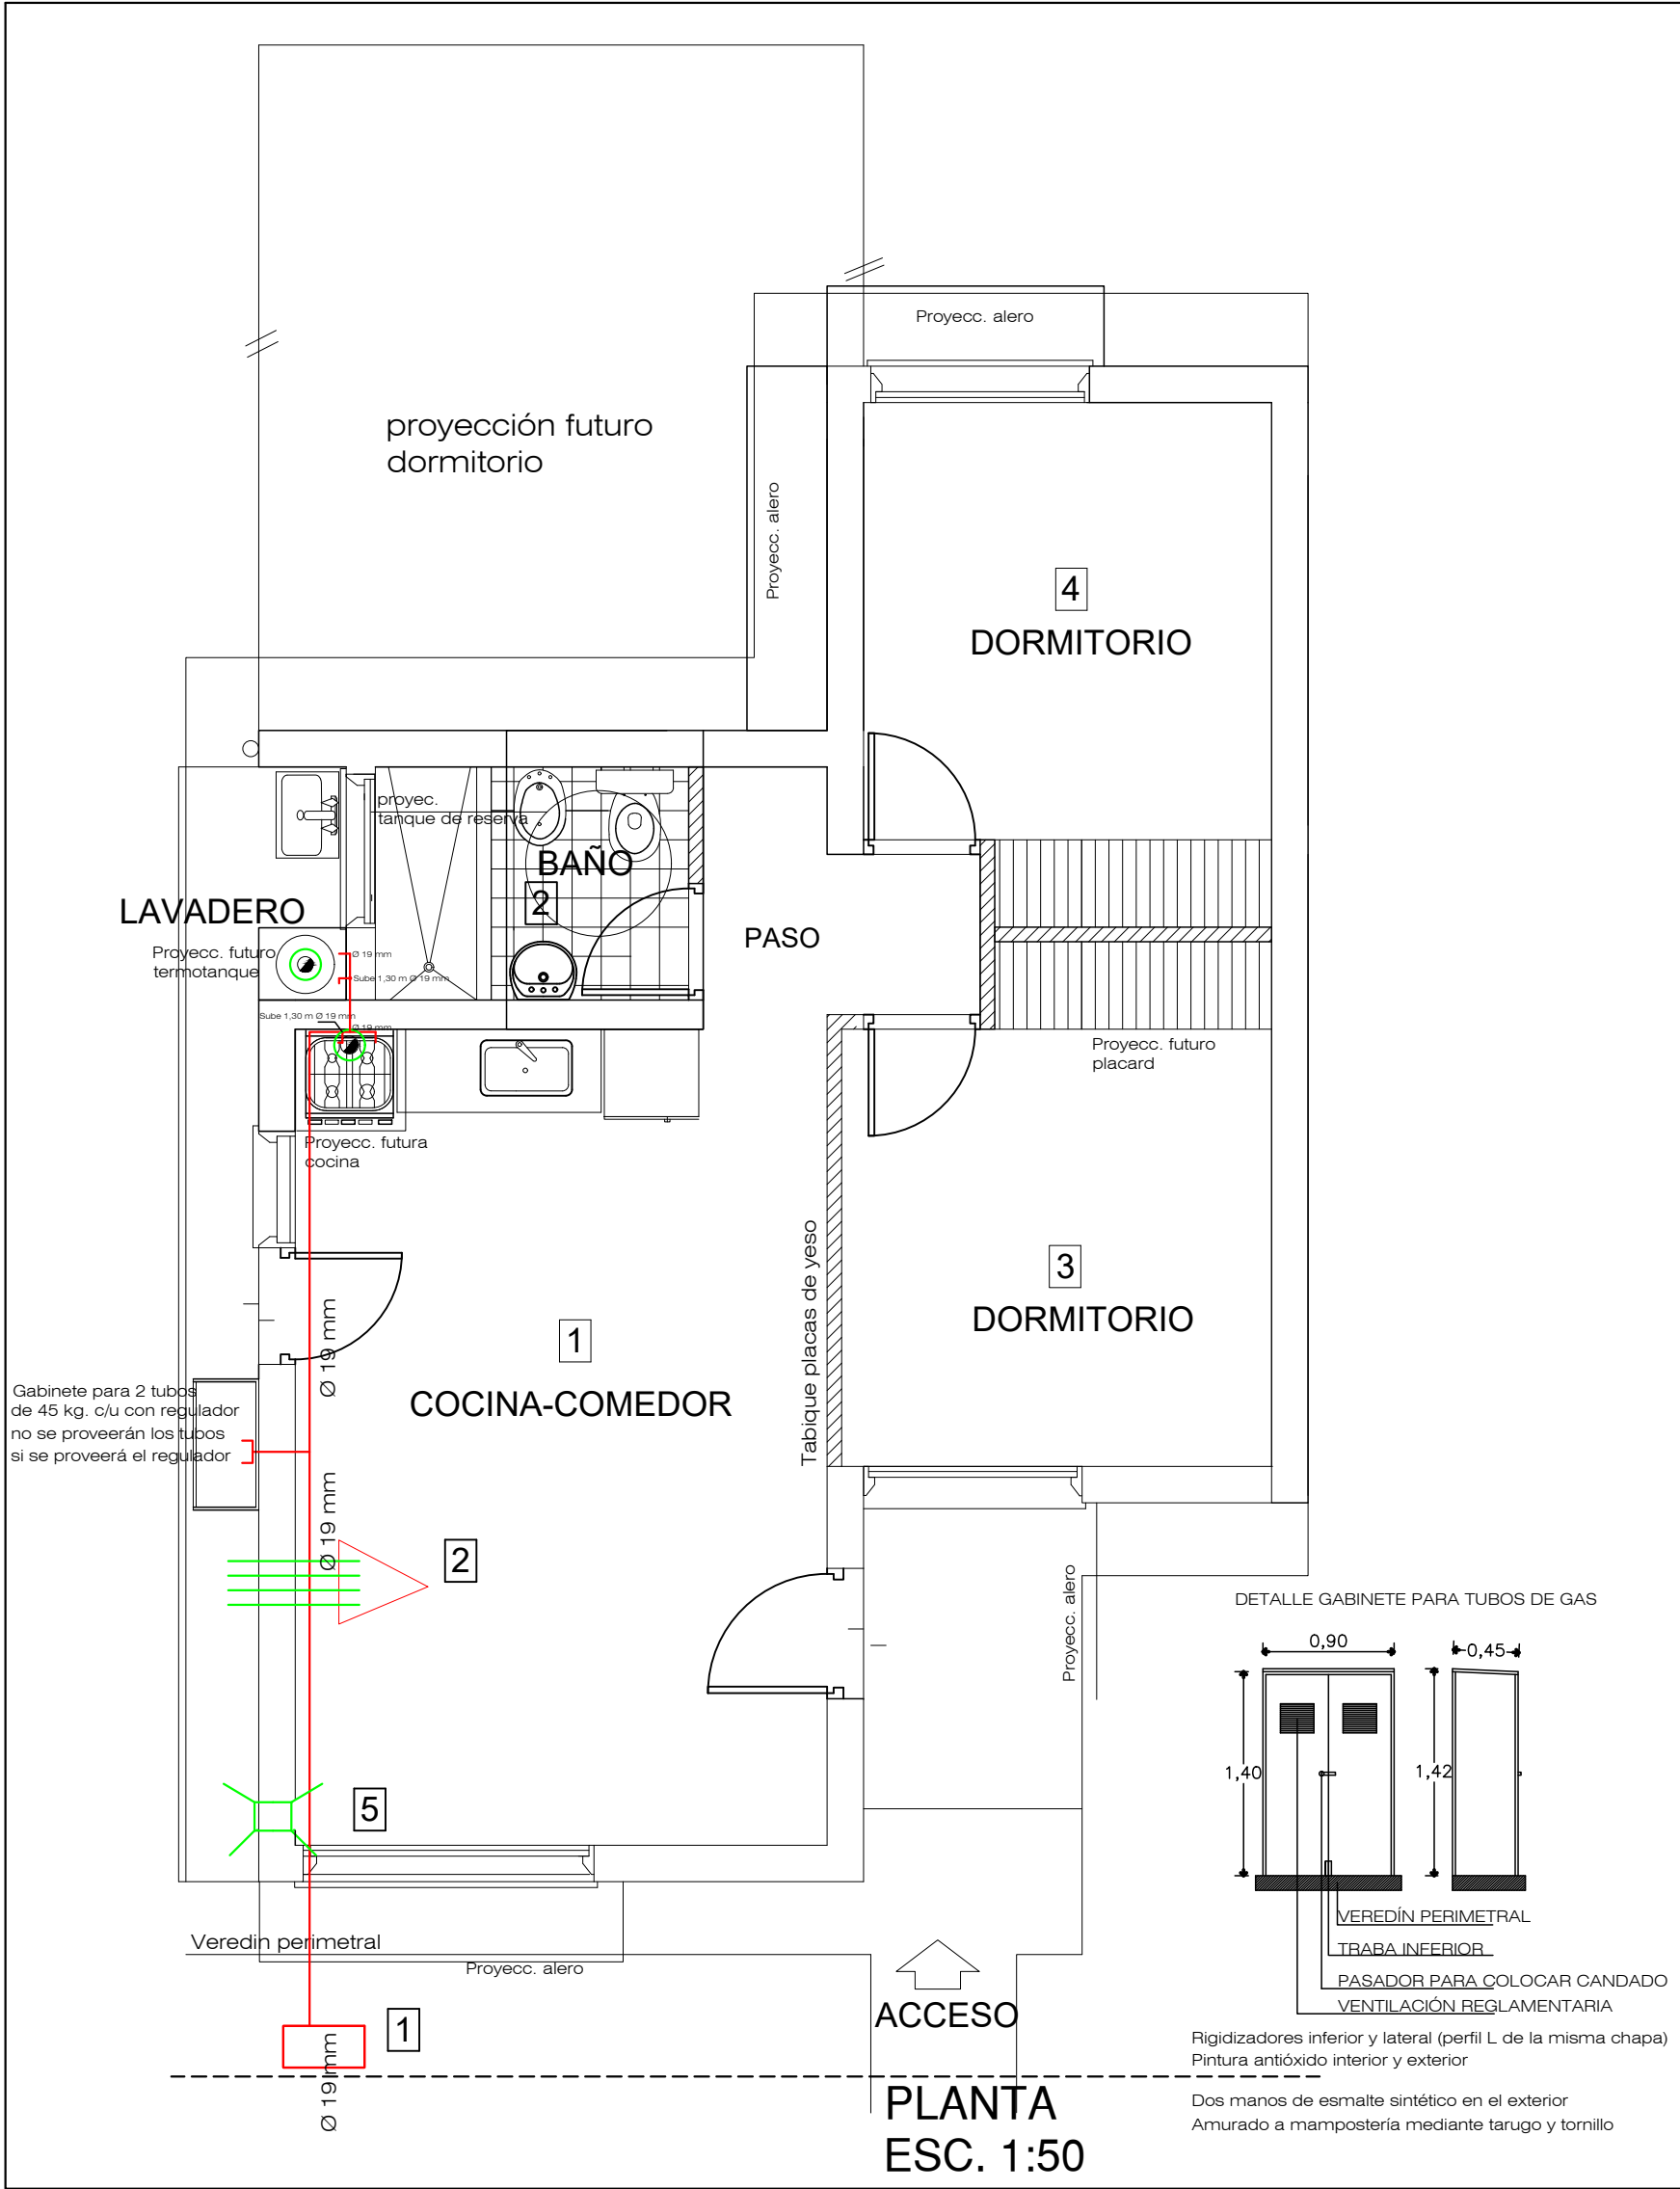 Proyecc. alero
proyección futuro
dormitorio
Proyecc. alero
4
DORMITORIO
proyec.
tanque de reserva
BAÑO
2
LAVADERO
PASO
Proyecc. futuro
termotanque
Ø 19 mm
Sube 1,30 m Ø 19 mm
Sube 1,30 m Ø 19 mm
Ø 19 mm
Proyecc. futuro
placard
Proyecc. futura
cocina
Tabique placas de yeso
3
DORMITORIO
1
COCINA-COMEDOR
Ø 19 mm
Gabinete para 2 tubos
de 45 kg. c/u con regulador
no se proveerán los tubos
si se proveerá el regulador
Ø 19 mm
2
Proyecc. alero
5
Veredin perimetral
Proyecc. alero
ACCESO
1
Ø 19 mm
PLANTA
ESC. 1:50
DETALLE GABINETE PARA TUBOS DE GAS
0,90
0,45
1,40
1,42
VEREDÍN PERIMETRAL
TRABA INFERIOR
PASADOR PARA COLOCAR CANDADO
VENTILACIÓN REGLAMENTARIA
Rigidizadores inferior y lateral (perfil L de la misma chapa)
Pintura antióxido interior y exterior
Dos manos de esmalte sintético en el exterior
Amurado a mampostería mediante tarugo y tornillo